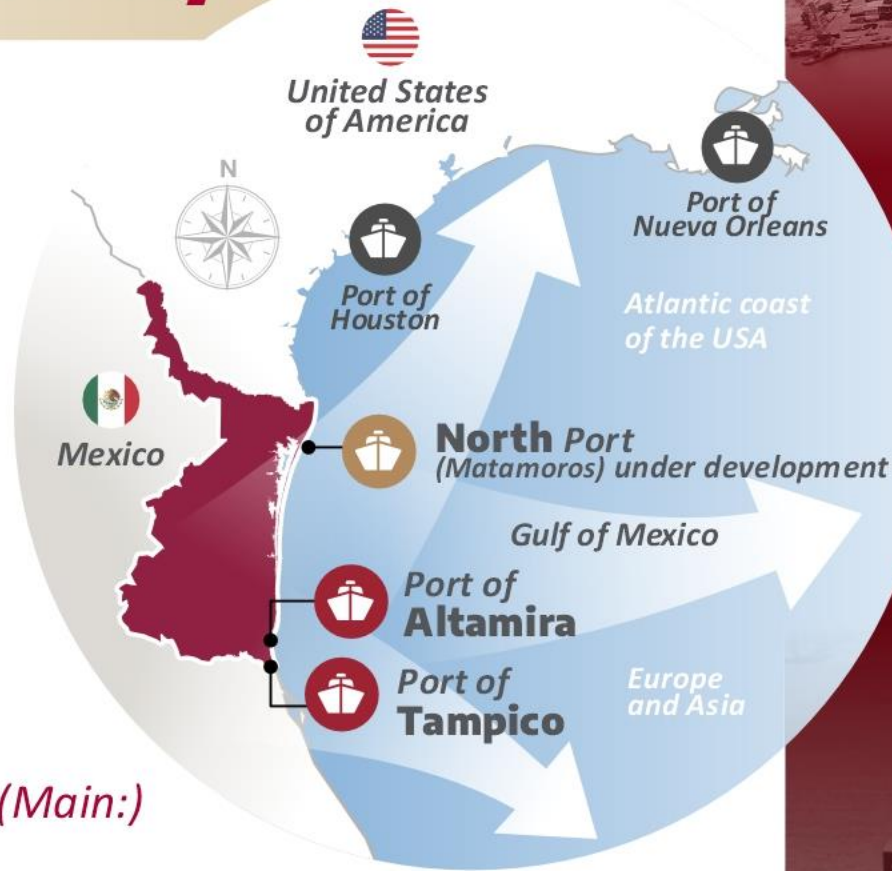 United States
of America
N
Port of
Nueva Orleans
Port of
Houston
Atlantic coast
of the USA
Mexico
North Port
(Matamoros) under development
Gulf of Mexico
Port of
Altamira
Port of
Tampico
Europe
and Asia
(Main:)